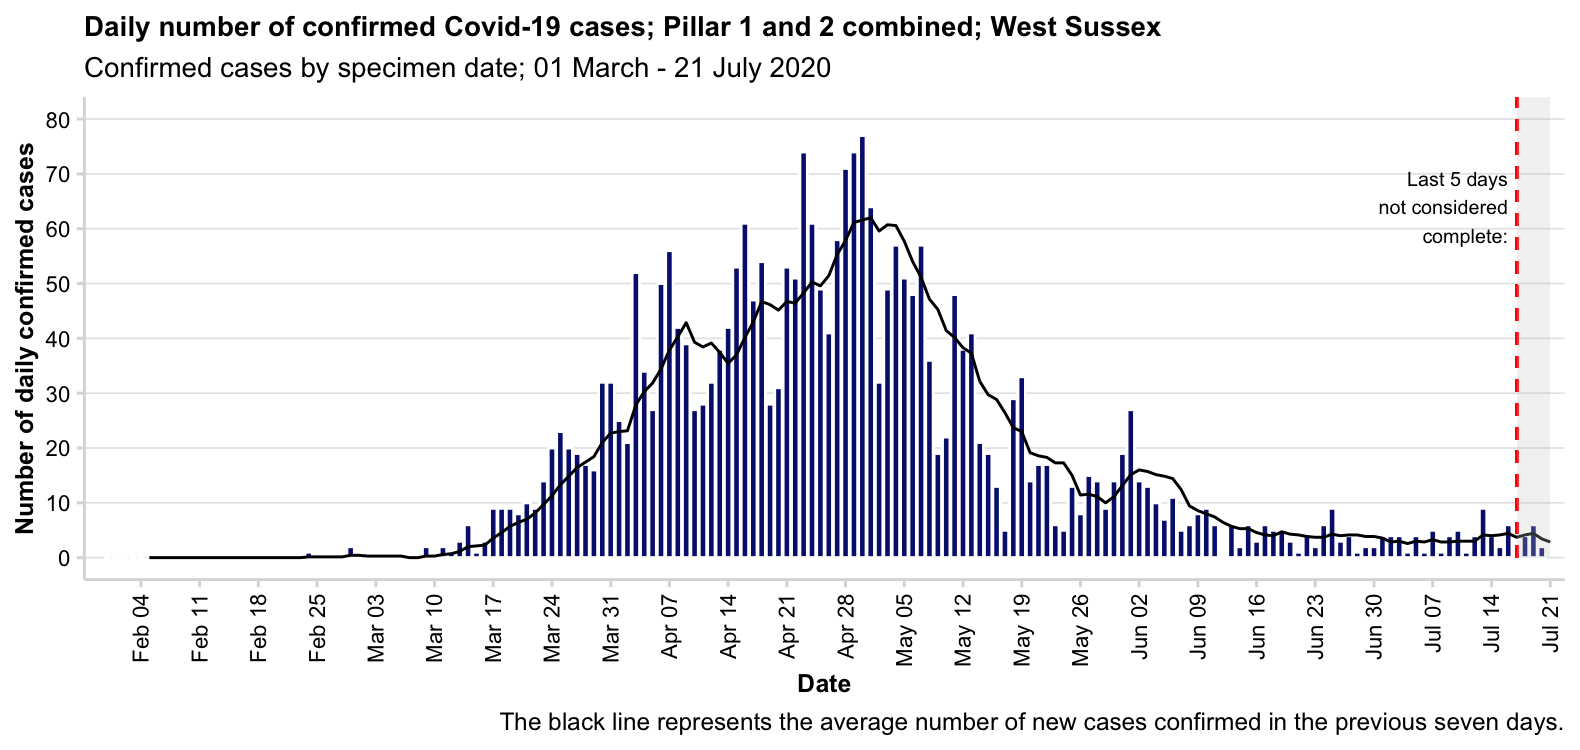 Daily number of confirmed Covid-19 cases; Pillar 1 and 2 combined; West Sussex
Confirmed cases by specimen date; 01 March - 21 July 2020
Number of daily confirmed cases
80
70
60
50
40
30
20
10
0
Last 5 days
not considered
complete:
Feb 04
Feb 11
Feb 18
Feb 25
Mar 03
Mar 10
Mar 17
Mar 24
Mar 31
Apr 07
Apr 14
Apr 21
Apr 28
May 05
May 12
May 19
May 26
Jun 02
Jun 09
Jun 16
Jun 23
Jun 30
Jul 07
Jul 14
Jul 21
Date
The black line represents the average number of new cases confirmed in the previous seven days.